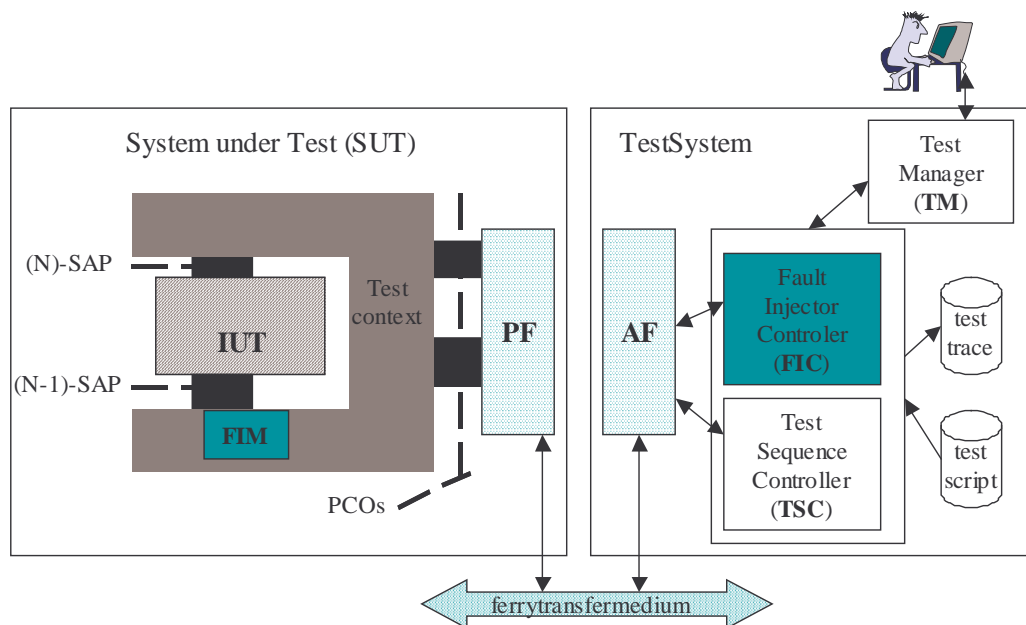 System under Test (SUT)
(N)-SAP
IUT
(N-1)-SAP
FIM
Test
context
PF
PCOs
TestSystem
Test
Manager
(TM)
AF
Fault
Injector
Controler
(FIC)
Test
Sequence
Controller
(TSC)
test
trace
test
script
ferrytransfermedium